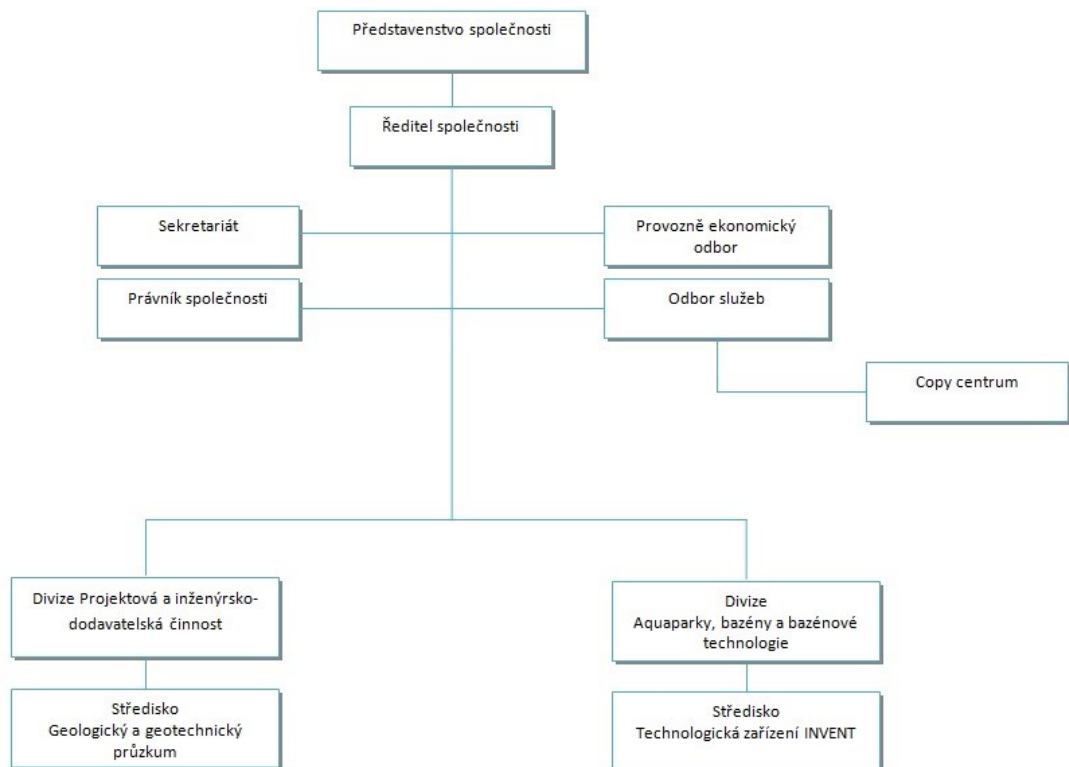 Představenstvo společnosti
Ředitel společnosti
Sekretariát
Provozně ekonomický
odbor
Právník společnosti
Odbor služeb
Copy centrum
Divize Projektová a inženýrsko-
dodavatelská činnost
Divize
Aquaparky, bazény a bazénové
technologie
Středisko
Geologický a geotechnický
průzkum
Středisko
Technologická zařízení INVENT